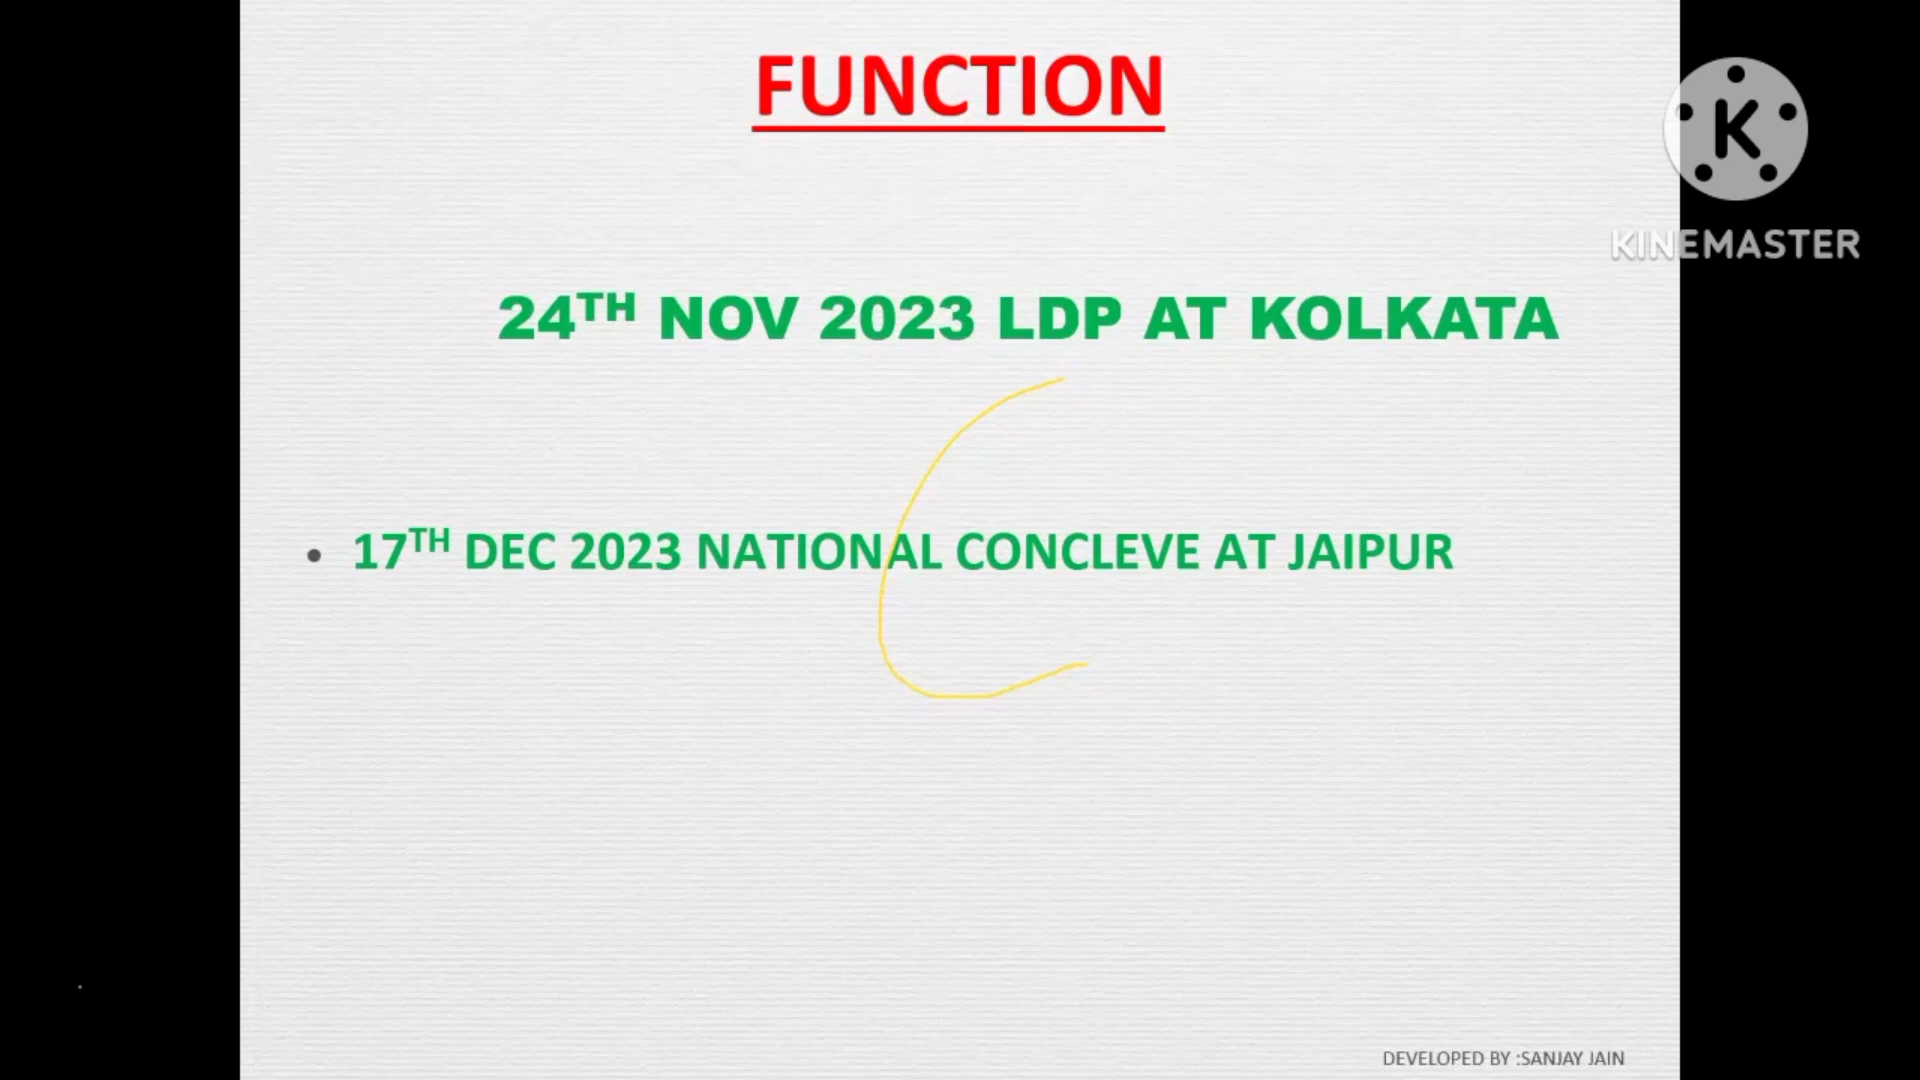 FUNCTION
K
KINEMASTER
24TH NOV 2023 LDP AT KOLKATA
• 17TH DEC 2023 NATIONAL CONCLEVE AT JAIPUR
DEVELOPED BY :SANJAY JAIN